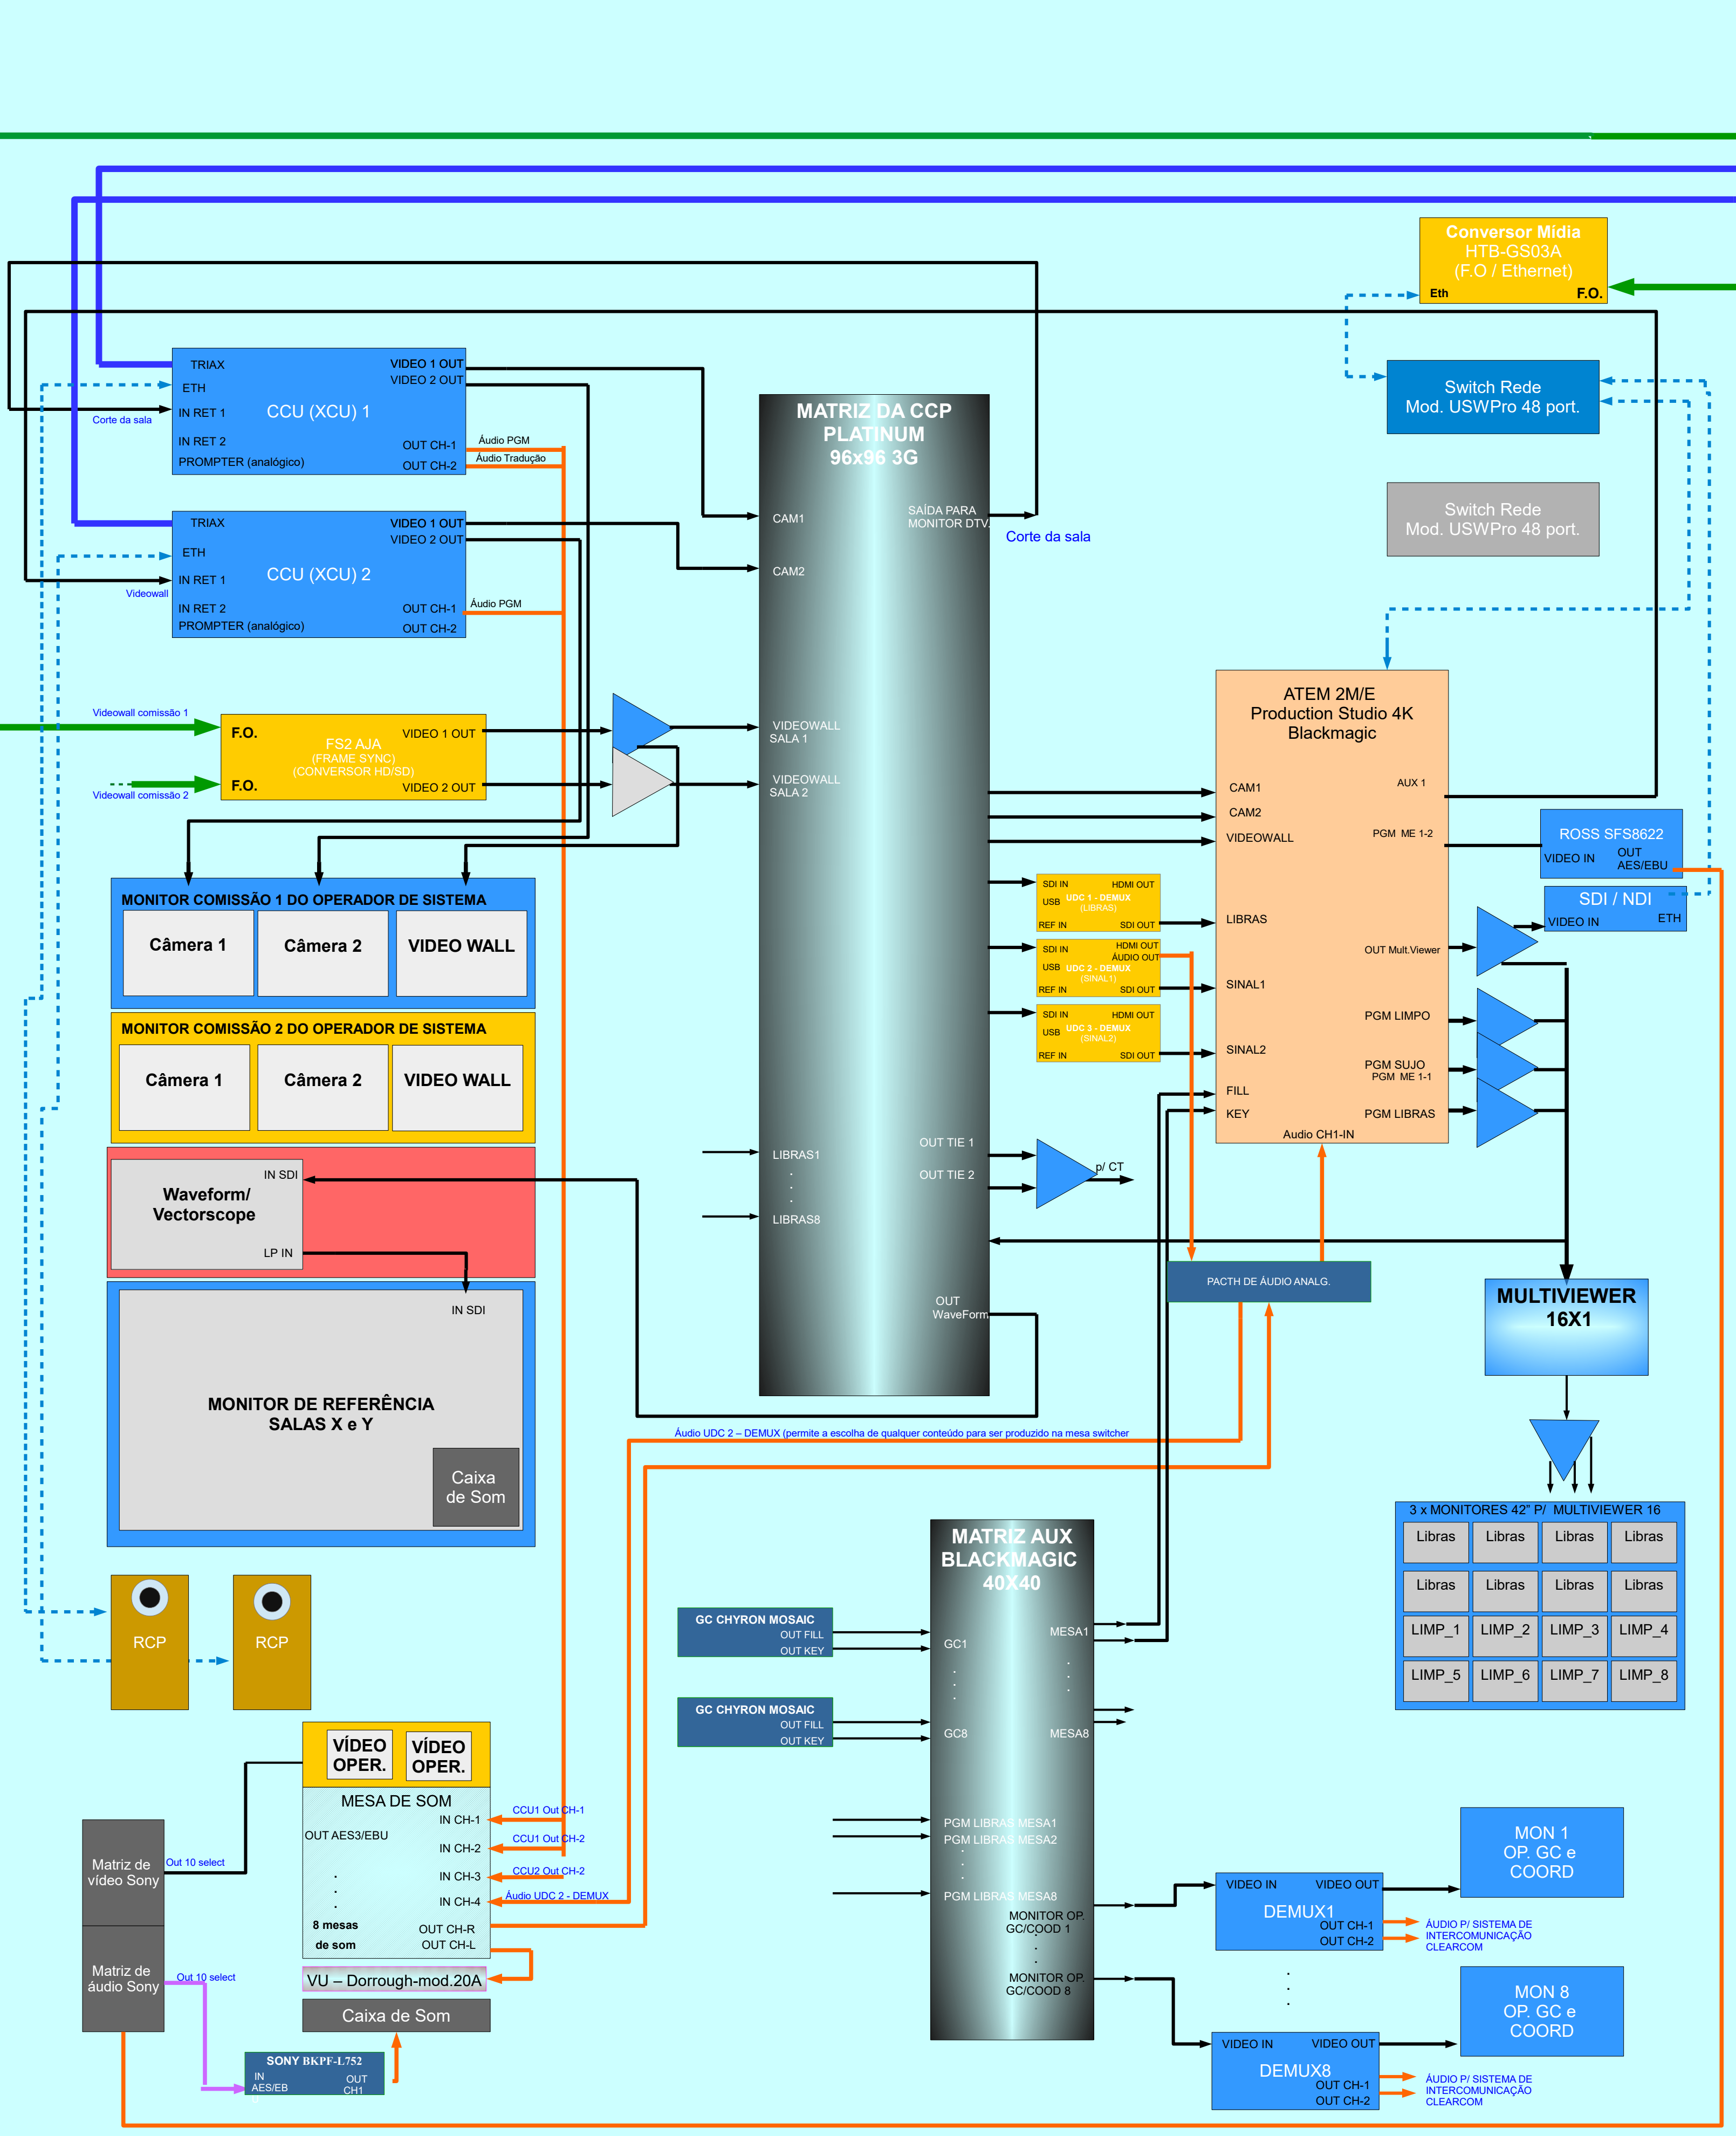 Conversor Mídia
HTB-GS03A
(F.O / Ethernet)
Eth
F.O.
Switch Rede
Mod. USWPro 48 port.
Switch Rede
Mod. USWPro 48 port.
TRIAX
VIDEO 1 OUT
VIDEO 2 OUT
ETH
CCU (XCU) 1
IN RET 1
Corte da sala
IN RET 2
OUT CH-1
Áudio PGM
PROMPTER (analógico)
OUT CH-2
Áudio Tradução
TRIAX
VIDEO 1 OUT
VIDEO 2 OUT
ETH
CCU (XCU) 2
IN RET 1
Videowall
IN RET 2
OUT CH-1
Áudio PGM
PROMPTER (analógico)
OUT CH-2
Videowall comissão 1
F.O.
VIDEO 1 OUT
FS2 AJA
(FRAME SYNC)
(CONVERSOR HD/SD)
F.O.
VIDEO 2 OUT
Videowall comissão 2
MATRIZ DA CCP
PLATINUM
96x96 3G
CAM1
SAÍDA PARA
MONITOR DTV.
Corte da sala
CAM2
VIDEOWALL
SALA 1
VIDEOWALL
SALA 2
LIBRAS1
.
.
.
LIBRAS8
OUT TIE 1
OUT TIE 2
p/ CT
OUT
WaveForm
ATEM 2M/E
Production Studio 4K
Blackmagic
CAM1
AUX 1
CAM2
PGM ME 1-2
VIDEOWALL
LIBRAS
OUT Mult.Viewer
SINAL1
PGM LIMPO
SINAL2
PGM SUJO
PGM ME 1-1
FILL
KEY
PGM LIBRAS
Audio CH1-IN
ROSS SFS8622
VIDEO IN
OUT
AES/EBU
SDI / NDI
VIDEO IN
ETH
SDI IN
HDMI OUT
USB
UDC 1 - DEMUX
(LIBRAS)
REF IN
SDI OUT
SDI IN
HDMI OUT
ÁUDIO OUT
USB
UDC 2 - DEMUX
(SINAL1)
REF IN
SDI OUT
SDI IN
HDMI OUT
USB
UDC 3 - DEMUX
(SINAL2)
REF IN
SDI OUT
MONITOR COMISSÃO 1 DO OPERADOR DE SISTEMA
Câmera 1
Câmera 2
VIDEO WALL
MONITOR COMISSÃO 2 DO OPERADOR DE SISTEMA
Câmera 1
Câmera 2
VIDEO WALL
IN SDI
Waveform/
Vectorscope
LP IN
IN SDI
MONITOR DE REFERÊNCIA
SALAS X e Y
Caixa
de Som
PACTH DE ÁUDIO ANALG.
MULTIVIEWER
16X1
Áudio UDC 2 – DEMUX (permite a escolha de qualquer conteúdo para ser produzido na mesa switcher
3 x MONITORES 42” P/ MULTIVIEWER 16
Libras
Libras
Libras
Libras
Libras
Libras
Libras
Libras
LIMP_1
LIMP_2
LIMP_3
LIMP_4
LIMP_5
LIMP_6
LIMP_7
LIMP_8
RCP
RCP
MATRIZ AUX
BLACKMAGIC
40X40
GC CHYRON MOSAIC
OUT FILL
OUT KEY
GC1
MESA1
.
.
.
.
.
.
GC CHYRON MOSAIC
OUT FILL
OUT KEY
GC8
MESA8
PGM LIBRAS MESA1
PGM LIBRAS MESA2
.
.
.
PGM LIBRAS MESA8
MONITOR OP.
GC/COOD 1
.
.
.
MONITOR OP.
GC/COOD 8
VÍDEO
OPER.
VÍDEO
OPER.
MESA DE SOM
IN CH-1
CCU1 Out CH-1
OUT AES3/EBU
IN CH-2
CCU1 Out CH-2
.
.
.
IN CH-3
CCU2 Out CH-2
IN CH-4
Áudio UDC 2 - DEMUX
8 mesas
de som
OUT CH-R
OUT CH-L
VU – Dorrough-mod.20A
Caixa de Som
Matriz de
vídeo Sony
Out 10 select
Matriz de
áudio Sony
Out 10 select
SONY BKPF-L752
IN
AES/EB
OUT
CH1
VIDEO IN
VIDEO OUT
DEMUX1
OUT CH-1
OUT CH-2
ÁUDIO P/ SISTEMA DE
INTERCOMUNICAÇÃO
CLEARCOM
MON 1
OP. GC e
COORD
.
.
.
MON 8
OP. GC e
COORD
VIDEO IN
VIDEO OUT
DEMUX8
OUT CH-1
OUT CH-2
ÁUDIO P/ SISTEMA DE
INTERCOMUNICAÇÃO
CLEARCOM